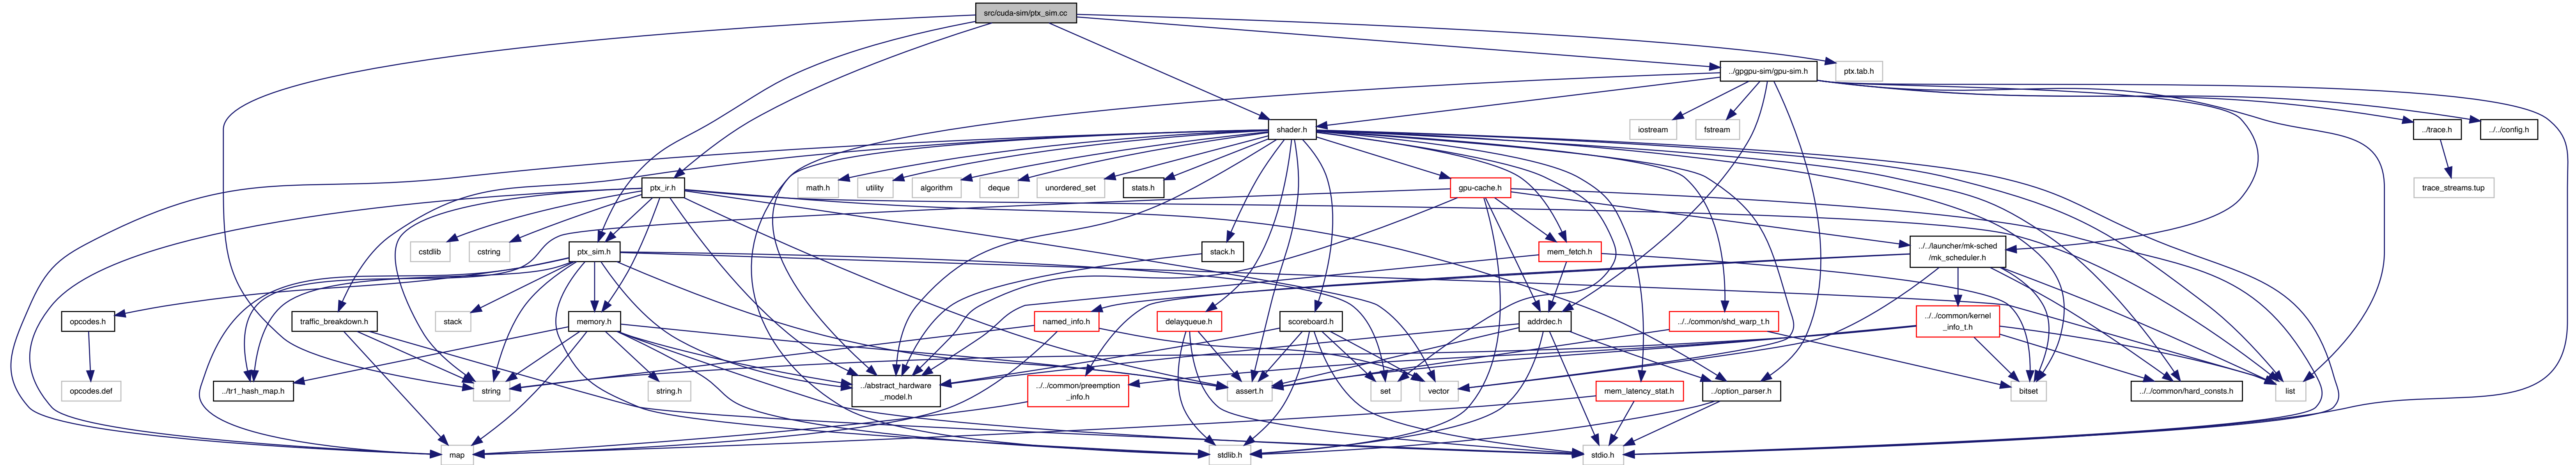 src/cuda-sim/ptx_sim.cc
../gpgpu-sim/gpu-sim.h
ptx.tab.h
shader.h
iostream
fstream
../trace.h
../../config.h
ptx_ir.h
math.h
utility
algorithm
deque
unordered_set
stats.h
gpu-cache.h
trace_streams.tup
cstdlib
cstring
ptx_sim.h
stack.h
mem_fetch.h
../../launcher/mk-sched
/mk_scheduler.h
opcodes.h
traffic_breakdown.h
stack
memory.h
named_info.h
delayqueue.h
scoreboard.h
addrdec.h
../../common/shd_warp_t.h
../../common/kernel
_info_t.h
opcodes.def
../tr1_hash_map.h
string
string.h
../abstract_hardware
_model.h
../../common/preemption
_info.h
assert.h
set
vector
mem_latency_stat.h
../option_parser.h
bitset
../../common/hard_consts.h
list
map
stdlib.h
stdio.h